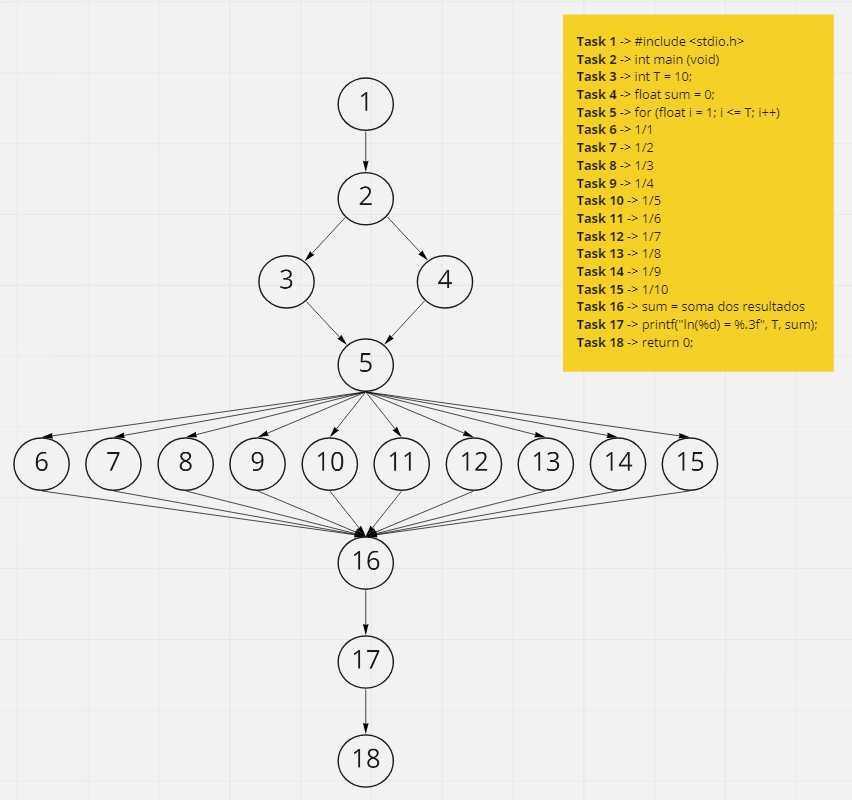 Task 1 -> #include <stdio.h>
Task 2 -> int main (void)
Task 3 -> int T = 10;
Task 4 -> float sum = 0;
Task 5 -> for (float i = 1; i <= T; i++)
Task 6 -> 1/1
Task 7 -> 1/2
Task 8 -> 1/3
Task 9 -> 1/4
Task 10 -> 1/5
Task 11 -> 1/6
Task 12 -> 1/7
Task 13 -> 1/8
Task 14 -> 1/9
Task 15 -> 1/10
Task 16 -> sum = soma dos resultados
Task 17 -> printf("ln(%d) = %.3f", T, sum);
Task 18 -> return 0;
1
2
3 4
5
6 7 8 9 10 11 12 13 14 15
16
17
18